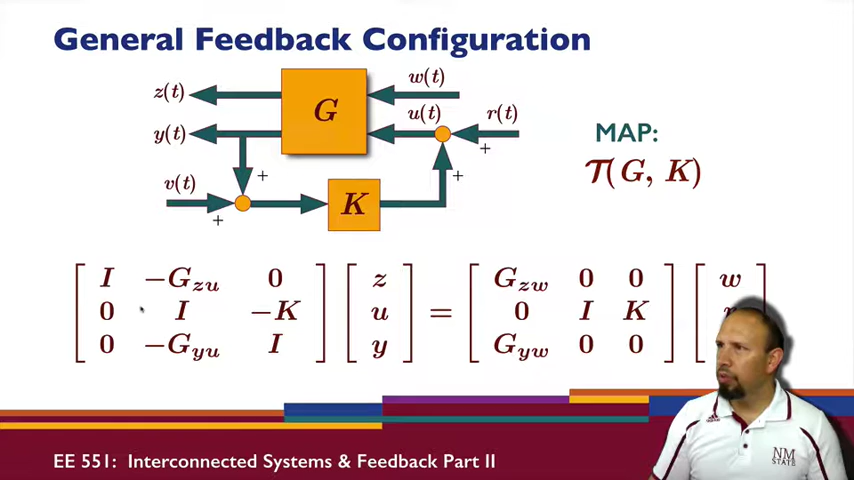 General Feedback Configuration
z(t)
w(t)
G
u(t)
r(t)
y(t)
MAP:
T(G, K)
v(t)
K
+
+
+
+
[ I −G_zu 0 ] [ z ] = [ G_zw 0 0 ] [ w ]
[ 0 I −K ] [ u ] = [ 0 I K ]
[ 0 −G_yu I ] [ y ] = [ G_yw 0 0 ]
NM
STATE
EE 551: Interconnected Systems & Feedback Part II